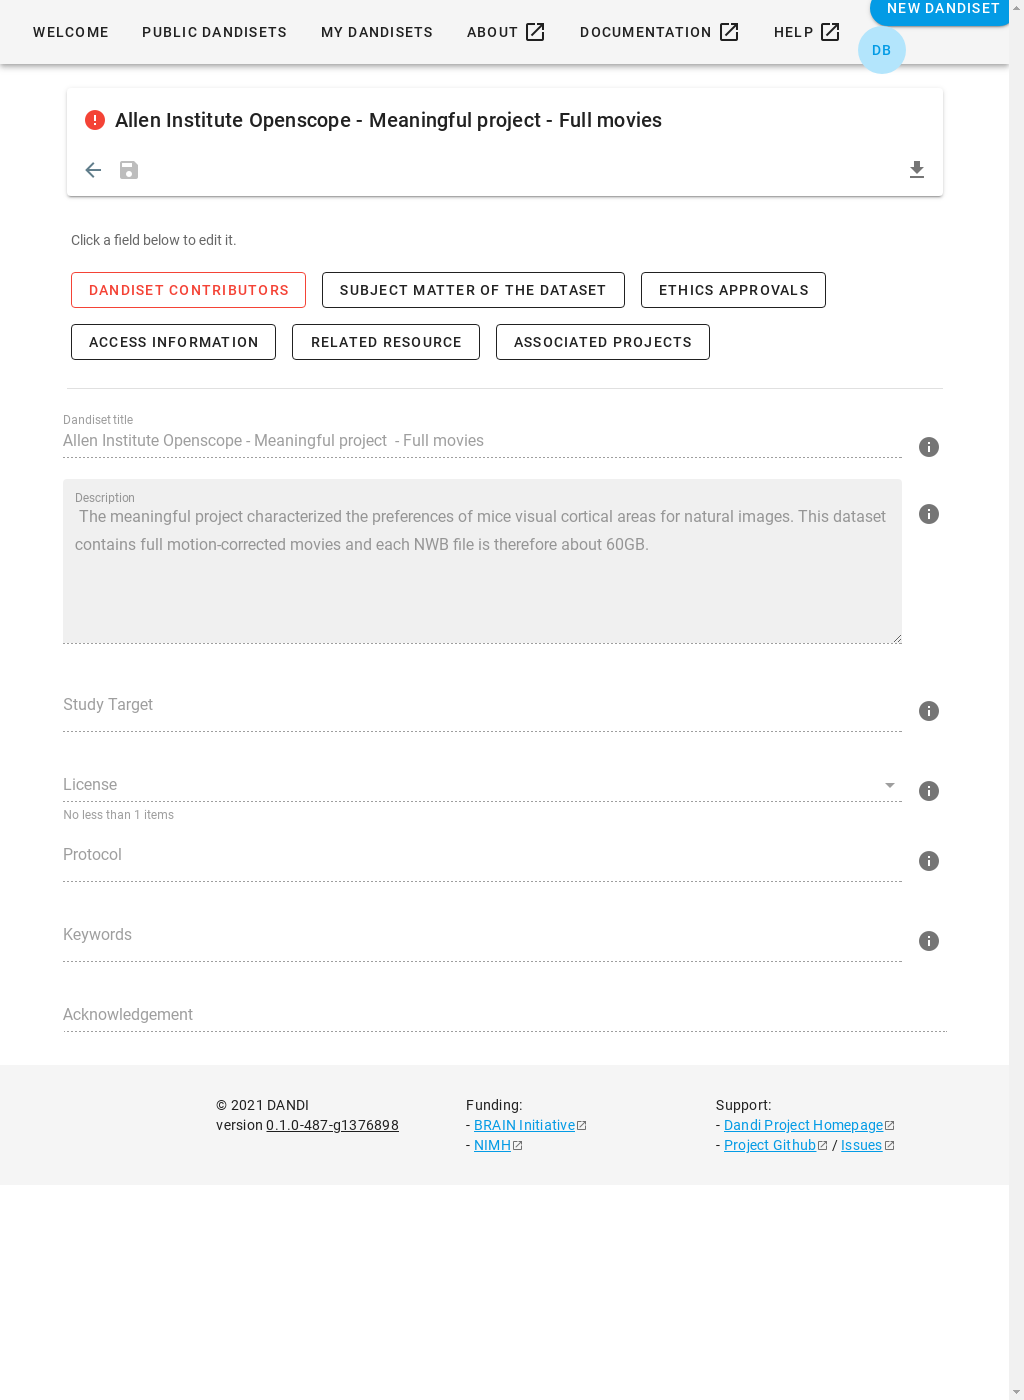 WELCOME PUBLIC DANDISETS MY DANDISETS ABOUT DOCUMENTATION HELP NEW DANDISET
DB
Allen Institute Openscope - Meaningful project - Full movies
Click a field below to edit it.
DANDISET CONTRIBUTORS SUBJECT MATTER OF THE DATASET ETHICS APPROVALS
ACCESS INFORMATION RELATED RESOURCE ASSOCIATED PROJECTS
Dandiset title
Allen Institute Openscope - Meaningful project  - Full movies
Description
The meaningful project characterized the preferences of mice visual cortical areas for natural images. This dataset
contains full motion-corrected movies and each NWB file is therefore about 60GB.
Study Target
License
No less than 1 items
Protocol
Keywords
Acknowledgement
© 2021 DANDI
version 0.1.0-487-g1376898
Funding:
- BRAIN Initiative
- NIMH
Support:
- Dandi Project Homepage
- Project Github / Issues